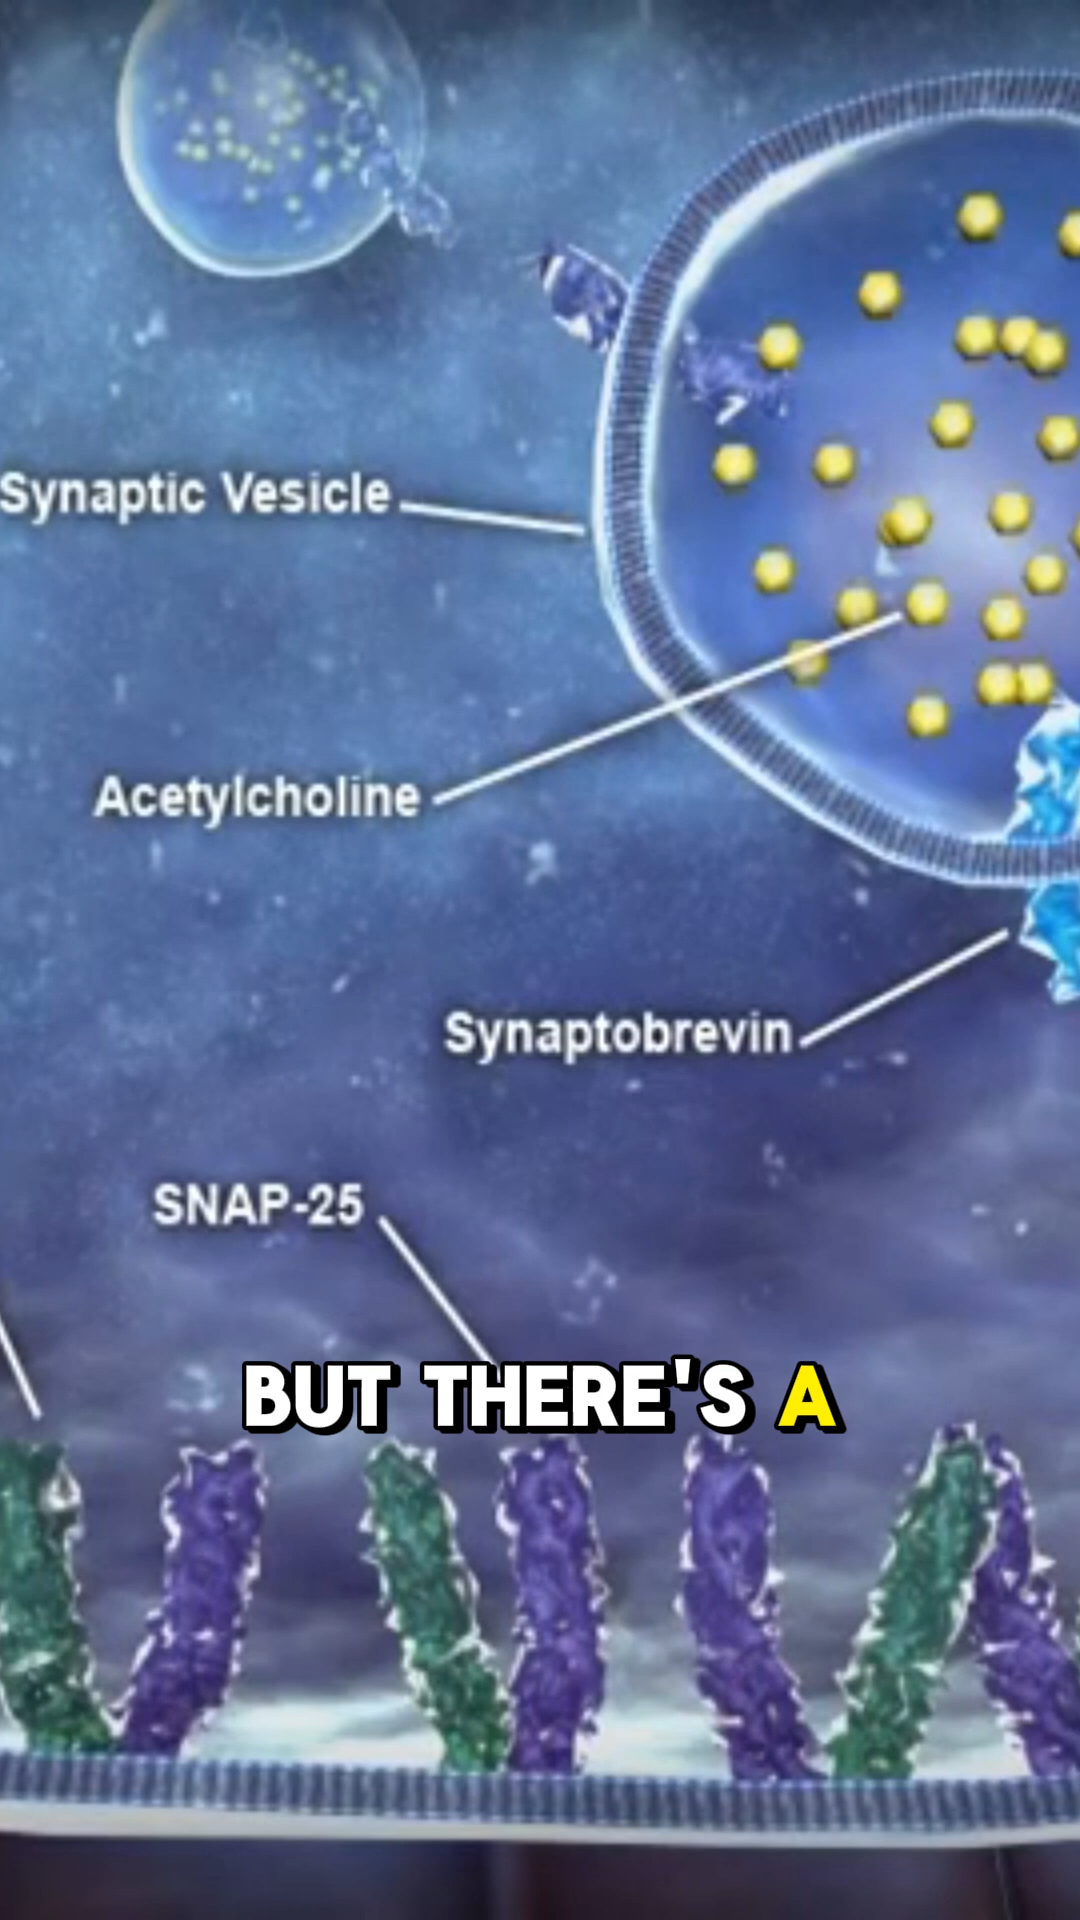 Synaptic Vesicle
Acetylcholine
Synaptobrevin
SNAP-25
BUT THERE'S A